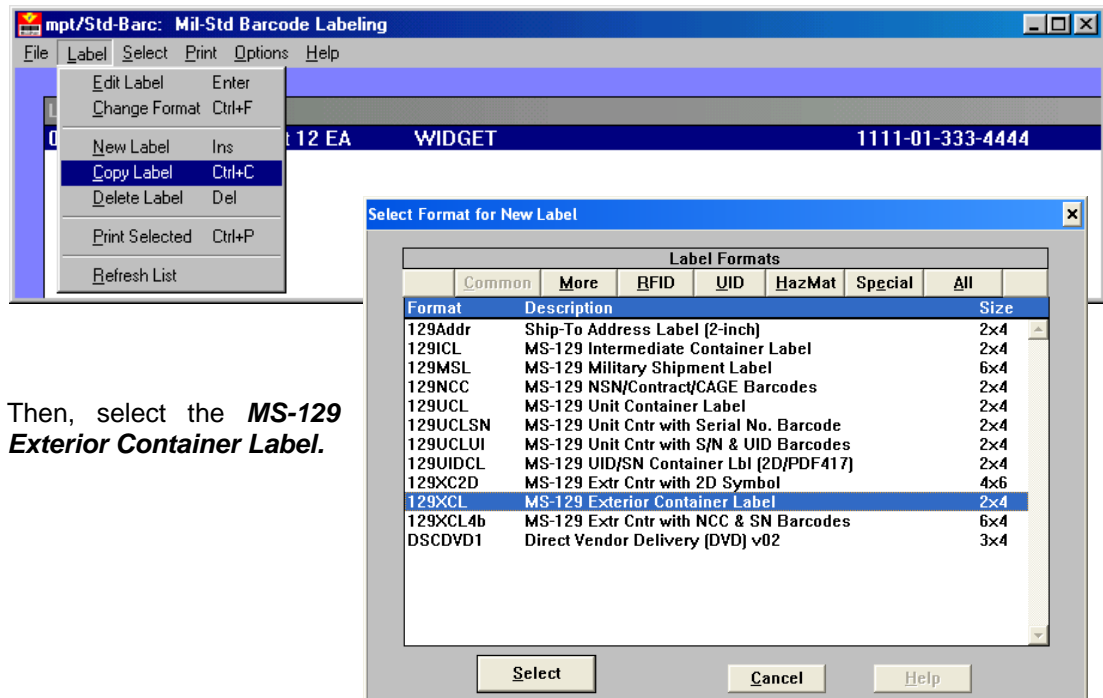 mpt/Std-Barc: Mil-Std Barcode Labeling
File Label Select Print Options Help
Edit Label Enter
Change Format Ctrl+F
New Label Ins
Copy Label Ctrl+C
Delete Label Del
Print Selected Ctrl+P
Refresh List
12 EA WIDGET 1111-01-333-4444
Select Format for New Label
Label Formats
Common More RFID UID HazMat Special All
Format Description Size
129Addr Ship-To Address Label (2-inch) 2x4
129ICL MS-129 Intermediate Container Label 2x4
129MSL MS-129 Military Shipment Label 6x4
129NCC MS-129 NSN/Contract/CAGE Barcodes 2x4
129UCL MS-129 Unit Container Label 2x4
129UCLSN MS-129 Unit Cntr with Serial No. Barcode 2x4
129UCLUI MS-129 Unit Cntr with S/N & UID Barcodes 2x4
129UIDCL MS-129 UID/SN Container Lbl (2D/PDF417) 2x4
129XC2D MS-129 Extr Cntr with 2D Symbol 4x6
129XCL MS-129 Exterior Container Label 2x4
129XCL4b MS-129 Extr Cntr with NCC & SN Barcodes 6x4
DSCDVD1 Direct Vendor Delivery (DVD) v02 3x4
Select Cancel Help
Then, select the MS-129
Exterior Container Label.